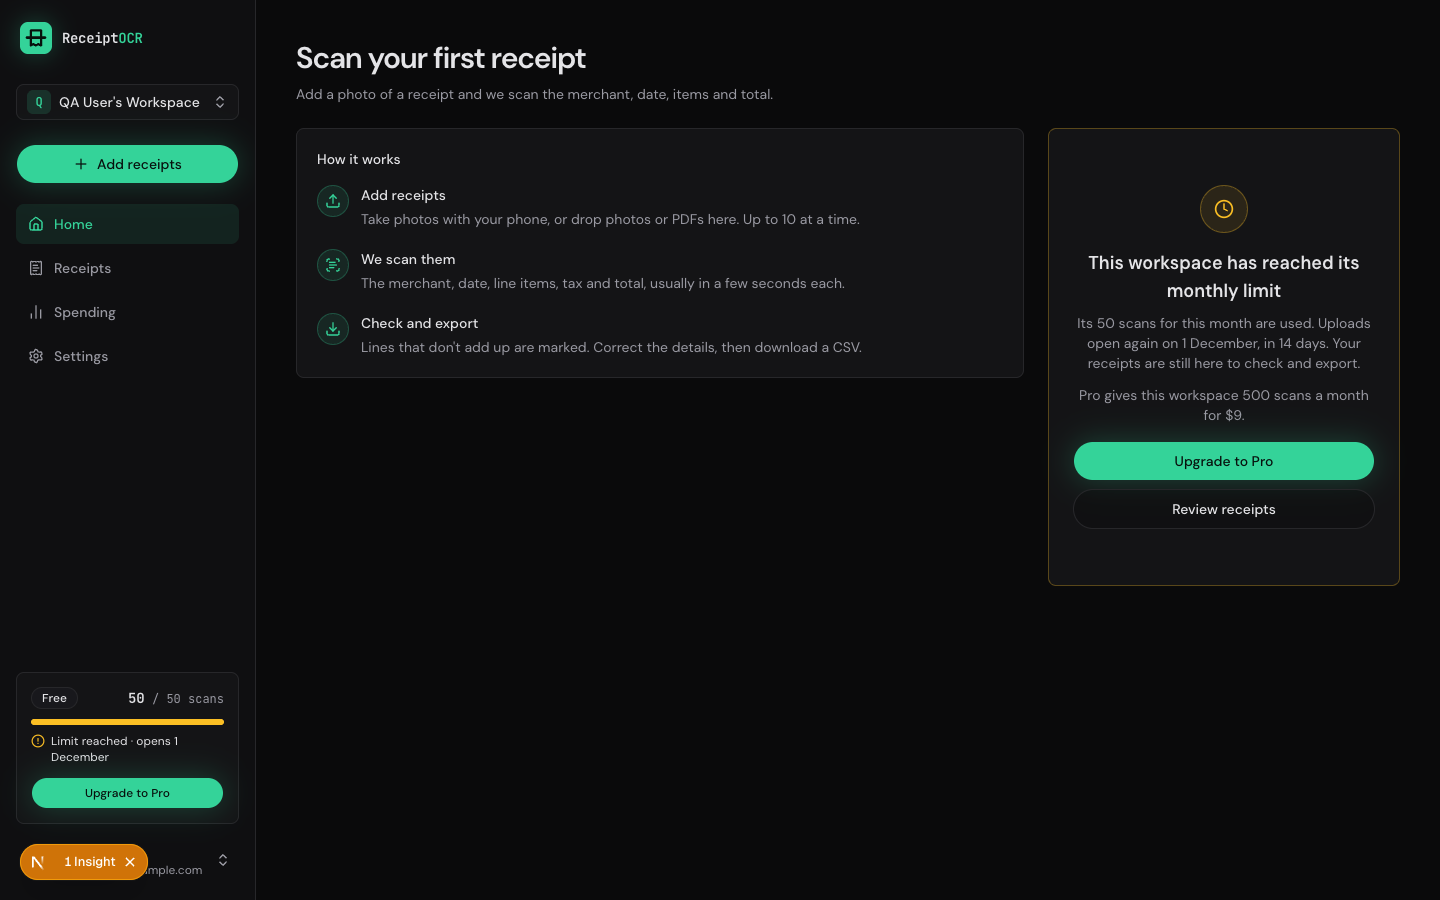 ReceiptOCR
Q QA User's Workspace
Add receipts
Home
Receipts
Spending
Settings
Free 50 / 50 scans
Limit reached · opens 1
December
Upgrade to Pro
1 Insight
mple.com
Scan your first receipt
Add a photo of a receipt and we scan the merchant, date, items and total.
How it works
Add receipts
Take photos with your phone, or drop photos or PDFs here. Up to 10 at a time.
We scan them
The merchant, date, line items, tax and total, usually in a few seconds each.
Check and export
Lines that don't add up are marked. Correct the details, then download a CSV.
This workspace has reached its
monthly limit
Its 50 scans for this month are used. Uploads
open again on 1 December, in 14 days. Your
receipts are still here to check and export.
Pro gives this workspace 500 scans a month
for $9.
Upgrade to Pro
Review receipts